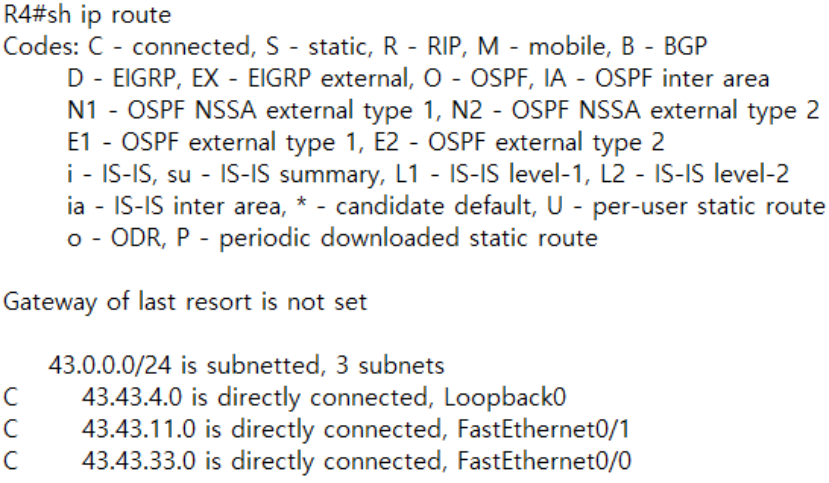 R4#sh ip route
Codes: C - connected, S - static, R - RIP, M - mobile, B - BGP
D - EIGRP, EX - EIGRP external, O - OSPF, IA - OSPF inter area
N1 - OSPF NSSA external type 1, N2 - OSPF NSSA external type 2
E1 - OSPF external type 1, E2 - OSPF external type 2
i - IS-IS, su - IS-IS summary, L1 - IS-IS level-1, L2 - IS-IS level-2
ia - IS-IS inter area, * - candidate default, U - per-user static route
o - ODR, P - periodic downloaded static route
Gateway of last resort is not set
43.0.0.0/24 is subnetted, 3 subnets
C 43.43.4.0 is directly connected, Loopback0
C 43.43.11.0 is directly connected, FastEthernet0/1
C 43.43.33.0 is directly connected, FastEthernet0/0